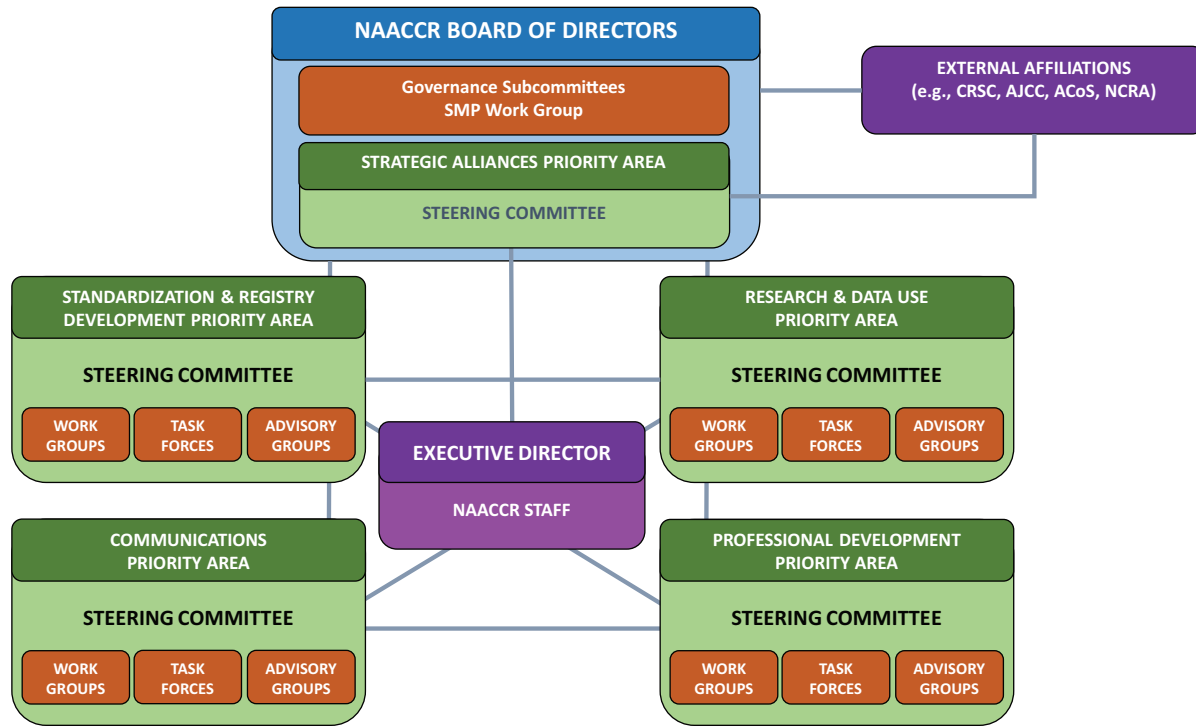 NAACCR BOARD OF DIRECTORS
Governance Subcommittees
SMP Work Group
STRATEGIC ALLIANCES PRIORITY AREA
STEERING COMMITTEE
EXTERNAL AFFILIATIONS
(e.g., CRSC, AJCC, ACoS, NCRA)
STANDARDIZATION & REGISTRY
DEVELOPMENT PRIORITY AREA
STEERING COMMITTEE
WORK
GROUPS
TASK
FORCES
ADVISORY
GROUPS
RESEARCH & DATA USE
PRIORITY AREA
STEERING COMMITTEE
WORK
GROUPS
TASK
FORCES
ADVISORY
GROUPS
EXECUTIVE DIRECTOR
NAACCR STAFF
COMMUNICATIONS
PRIORITY AREA
STEERING COMMITTEE
WORK
GROUPS
TASK
FORCES
ADVISORY
GROUPS
PROFESSIONAL DEVELOPMENT
PRIORITY AREA
STEERING COMMITTEE
WORK
GROUPS
TASK
FORCES
ADVISORY
GROUPS